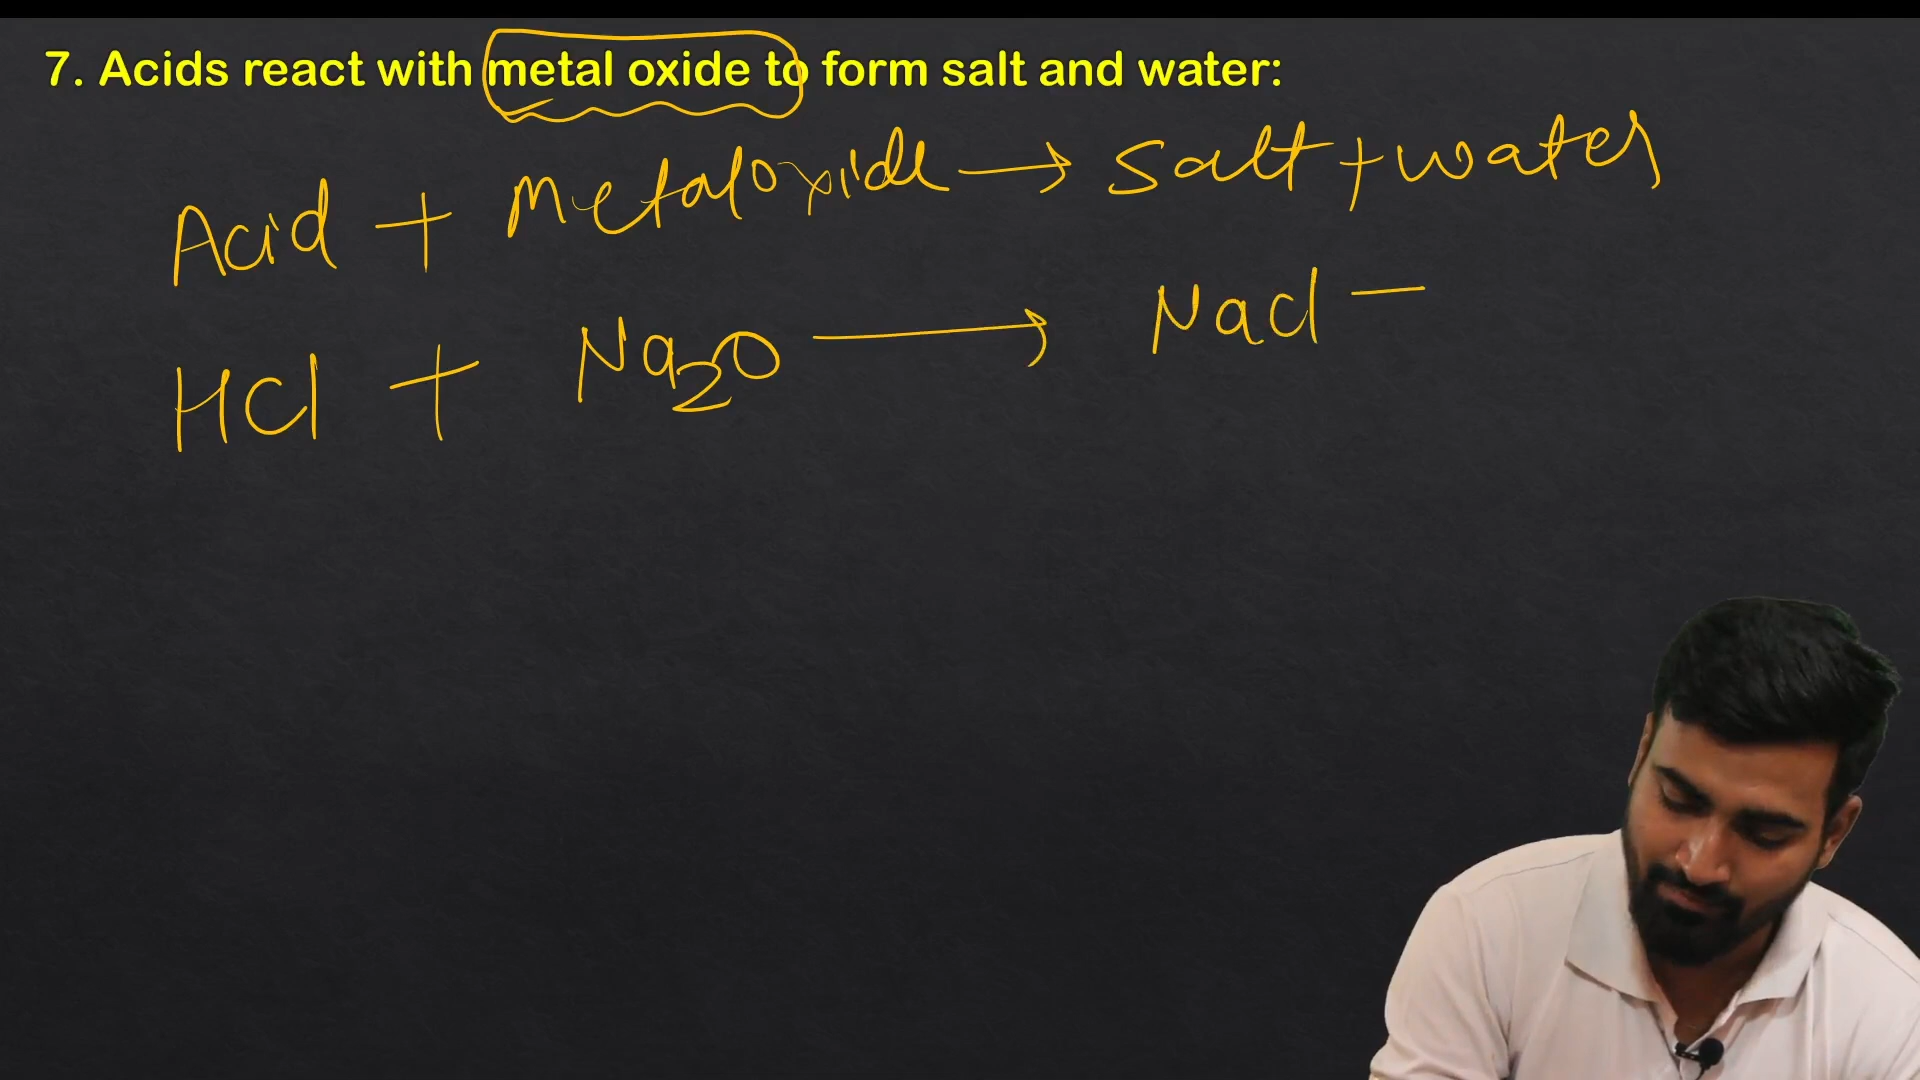 7. Acids react with metal oxide to form salt and water:
Acid + Metaloxide → Salt + water
HCl + Na₂O → NaCl −